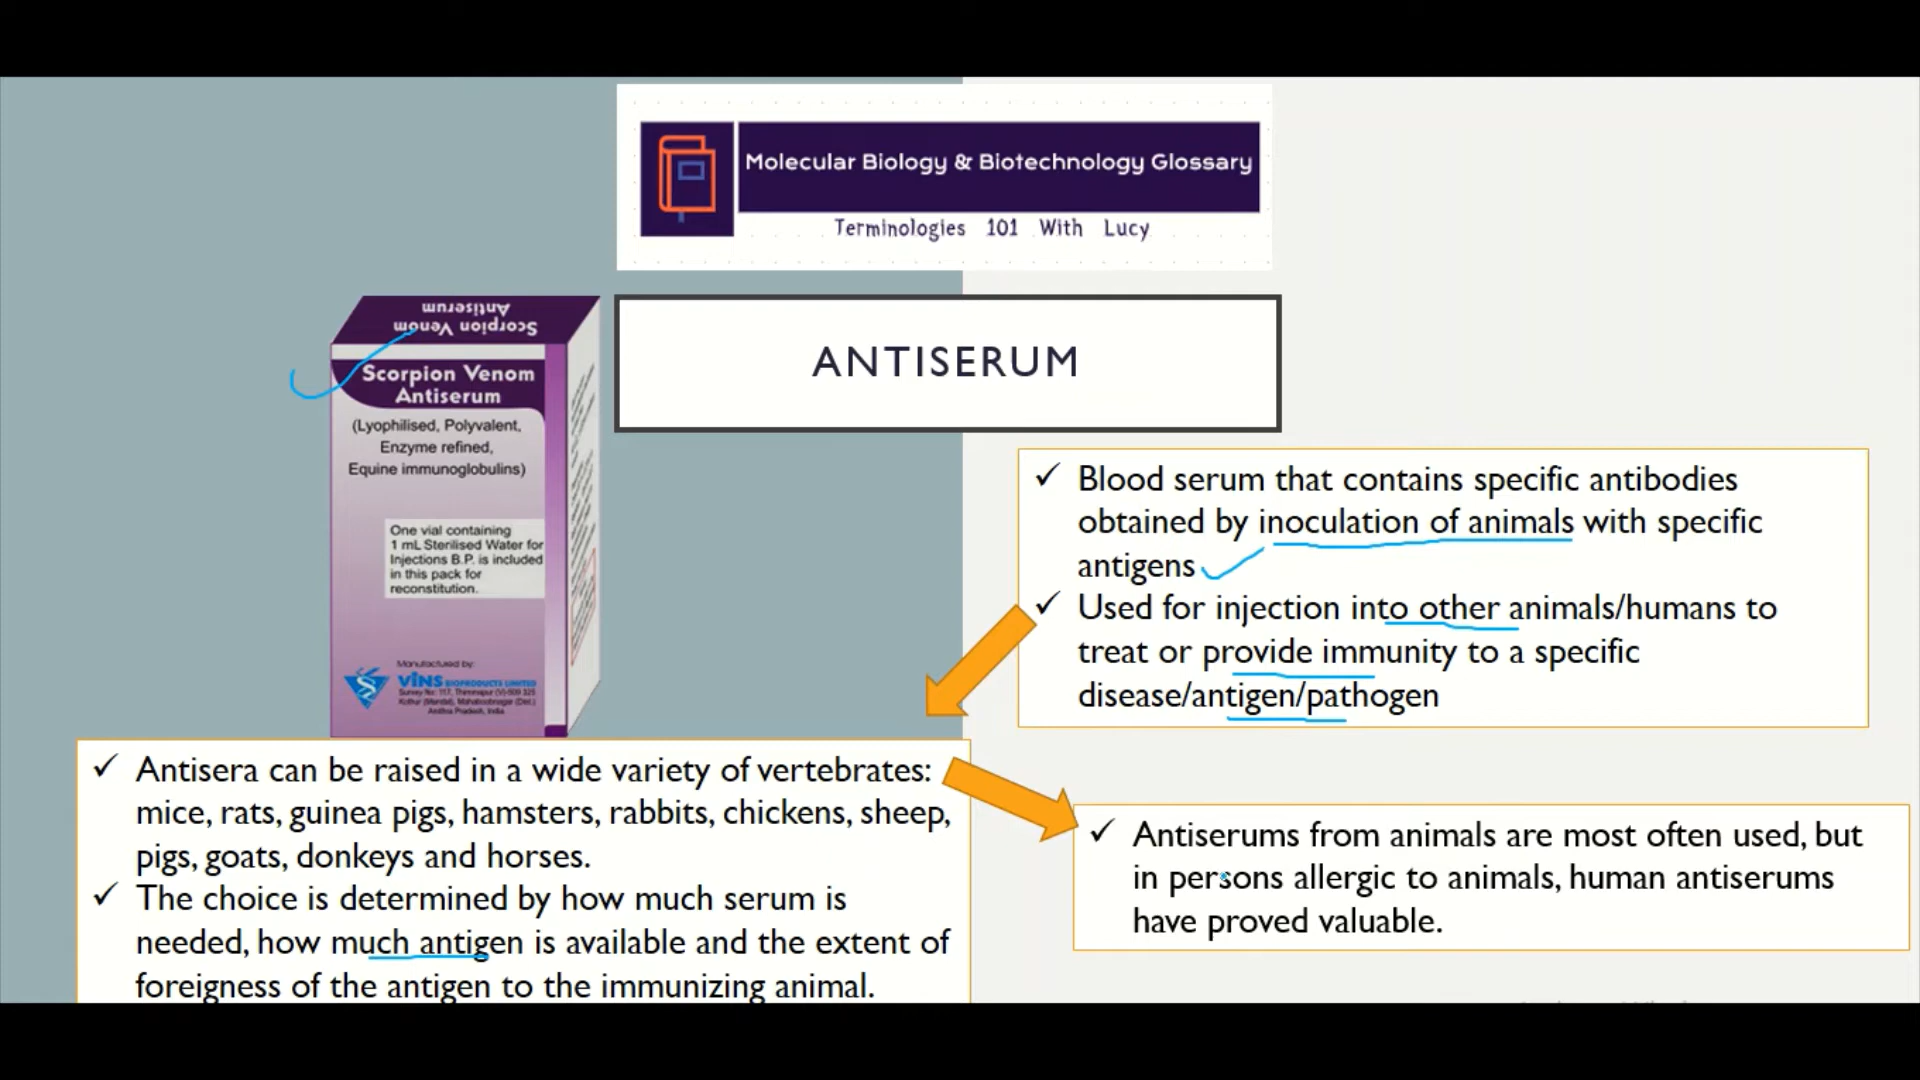 Molecular Biology & Biotechnology Glossary
Terminologies 101 With Lucy
ANTISERUM
Scorpion Venom
Antiserum
Scorpion Venom
Antiserum
(Lyophilised, Polyvalent,
Enzyme refined,
Equine immunoglobulins)
One vial containing
1 mL Sterilised Water for
Injections B.P. is included
in this pack for
reconstitution.
Manufactured by:
VINS BIOPRODUCTS LIMITED
✓ Blood serum that contains specific antibodies
obtained by inoculation of animals with specific
antigens
✓ Used for injection into other animals/humans to
treat or provide immunity to a specific
disease/antigen/pathogen
✓ Antisera can be raised in a wide variety of vertebrates:
mice, rats, guinea pigs, hamsters, rabbits, chickens, sheep,
pigs, goats, donkeys and horses.
✓ The choice is determined by how much serum is
needed, how much antigen is available and the extent of
foreigness of the antigen to the immunizing animal.
✓ Antiserums from animals are most often used, but
in persons allergic to animals, human antiserums
have proved valuable.